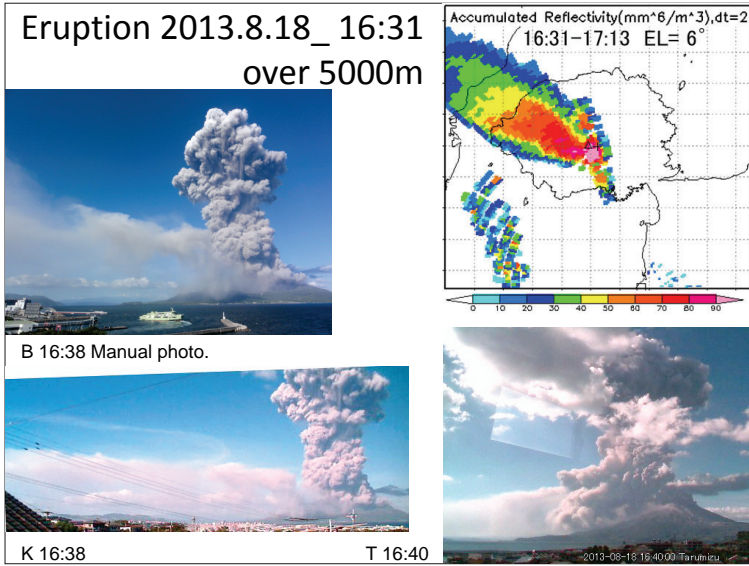 Eruption 2013.8.18_ 16:31
over 5000m
Accumulated Reflectivity(mm^6/m^3),dt=2
16:31-17:13 EL= 6°
0 10 20 30 40 50 60 70 80 90
B 16:38 Manual photo.
2013-08-18 16:40:00 Tarumizu
K 16:38
T 16:40